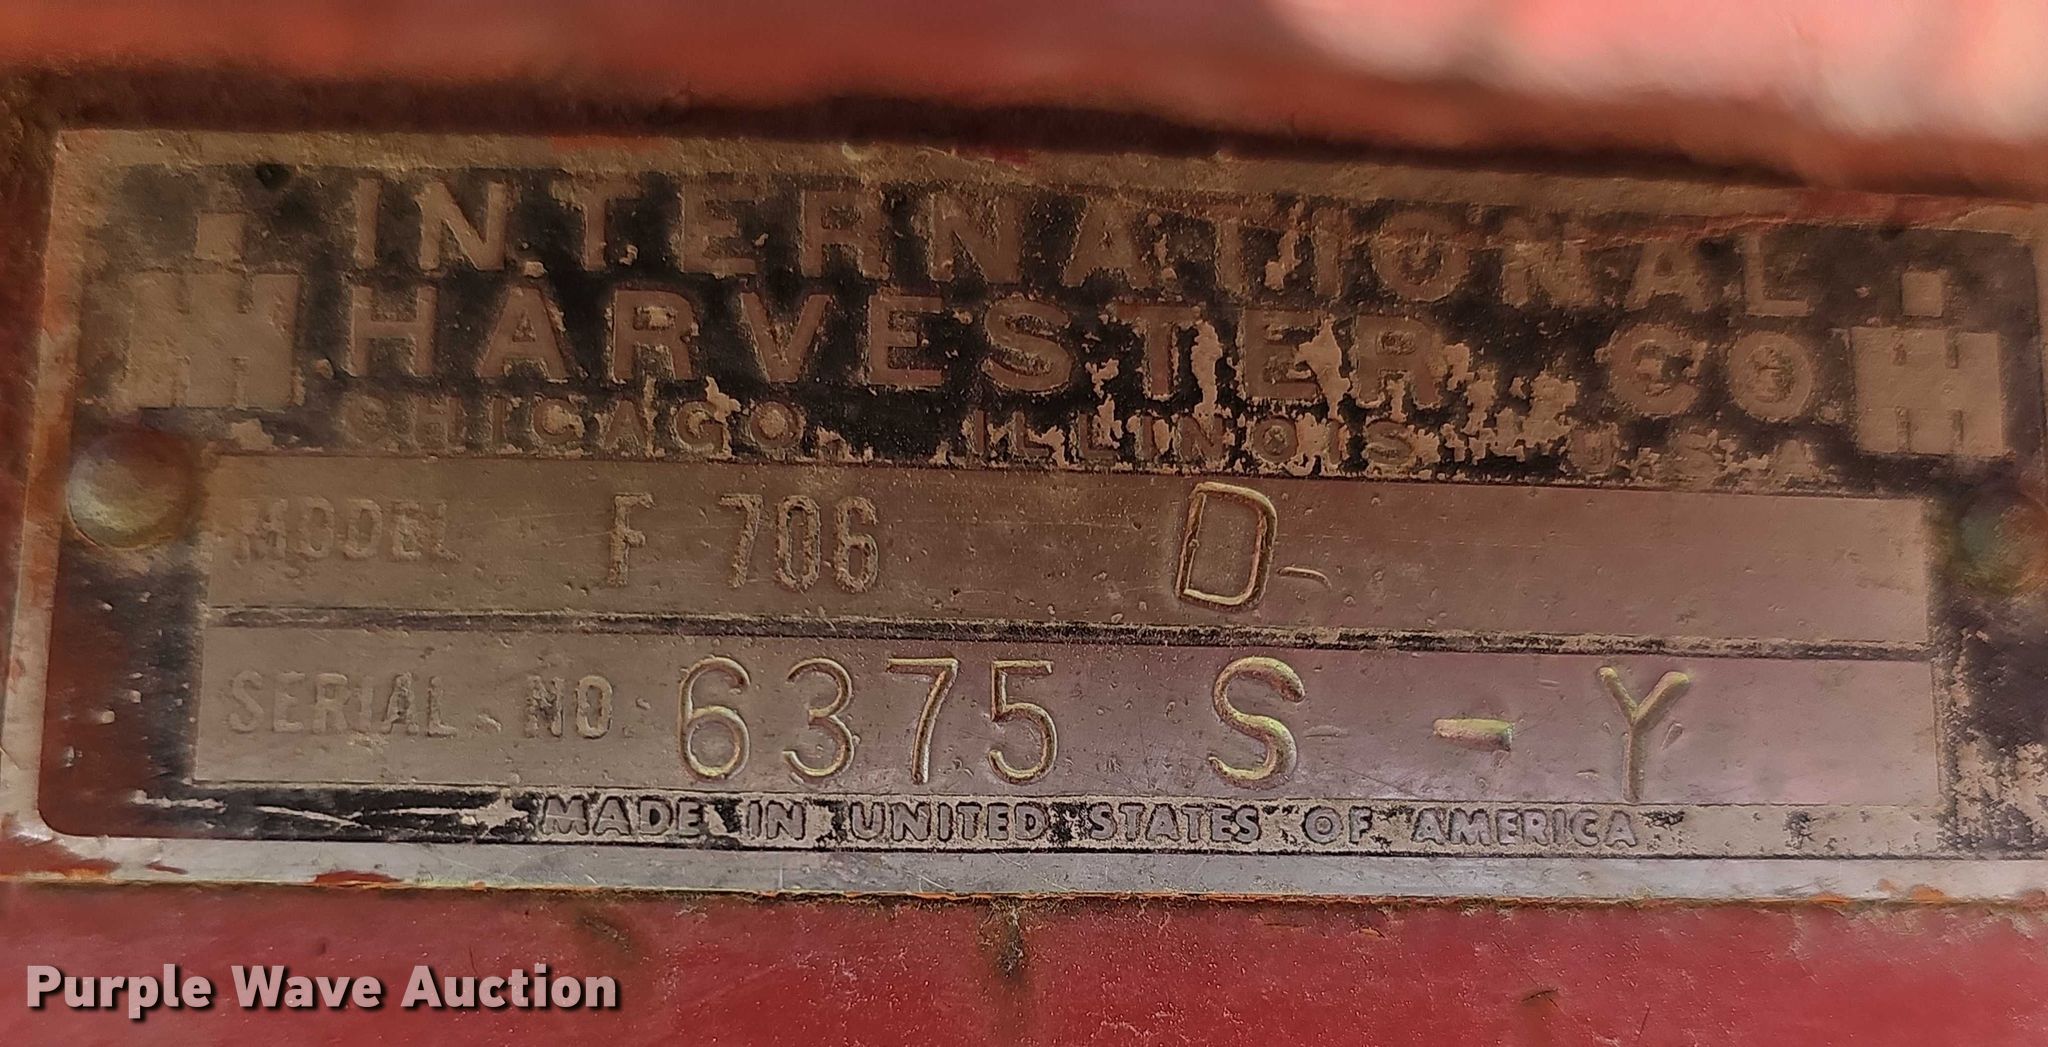 INTERNATIONAL
HARVESTER CO
CHICAGO, ILLINOIS U.S.A.
MODEL F 706 D-
SERIAL NO. 6375 S - Y
MADE IN UNITED STATES OF AMERICA
Purple Wave Auction